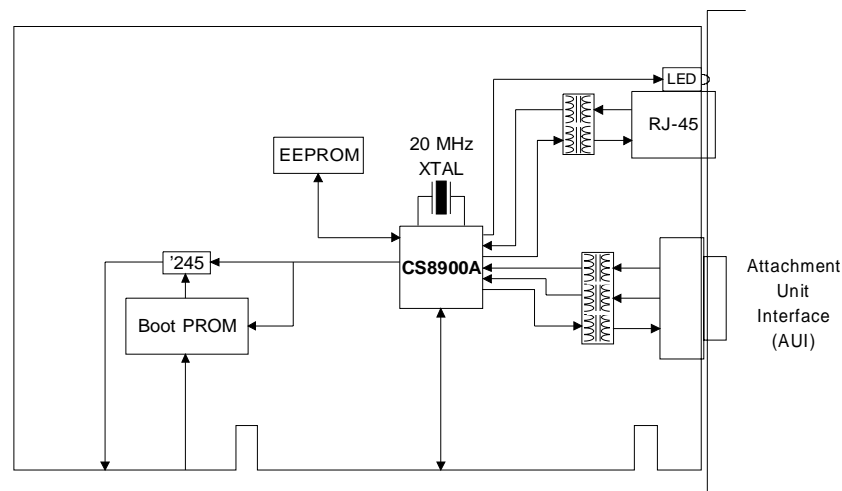 LED
RJ-45
20 MHz
XTAL
EEPROM
CS8900A
'245
Boot PROM
Attachment
Unit
Interface
(AUI)